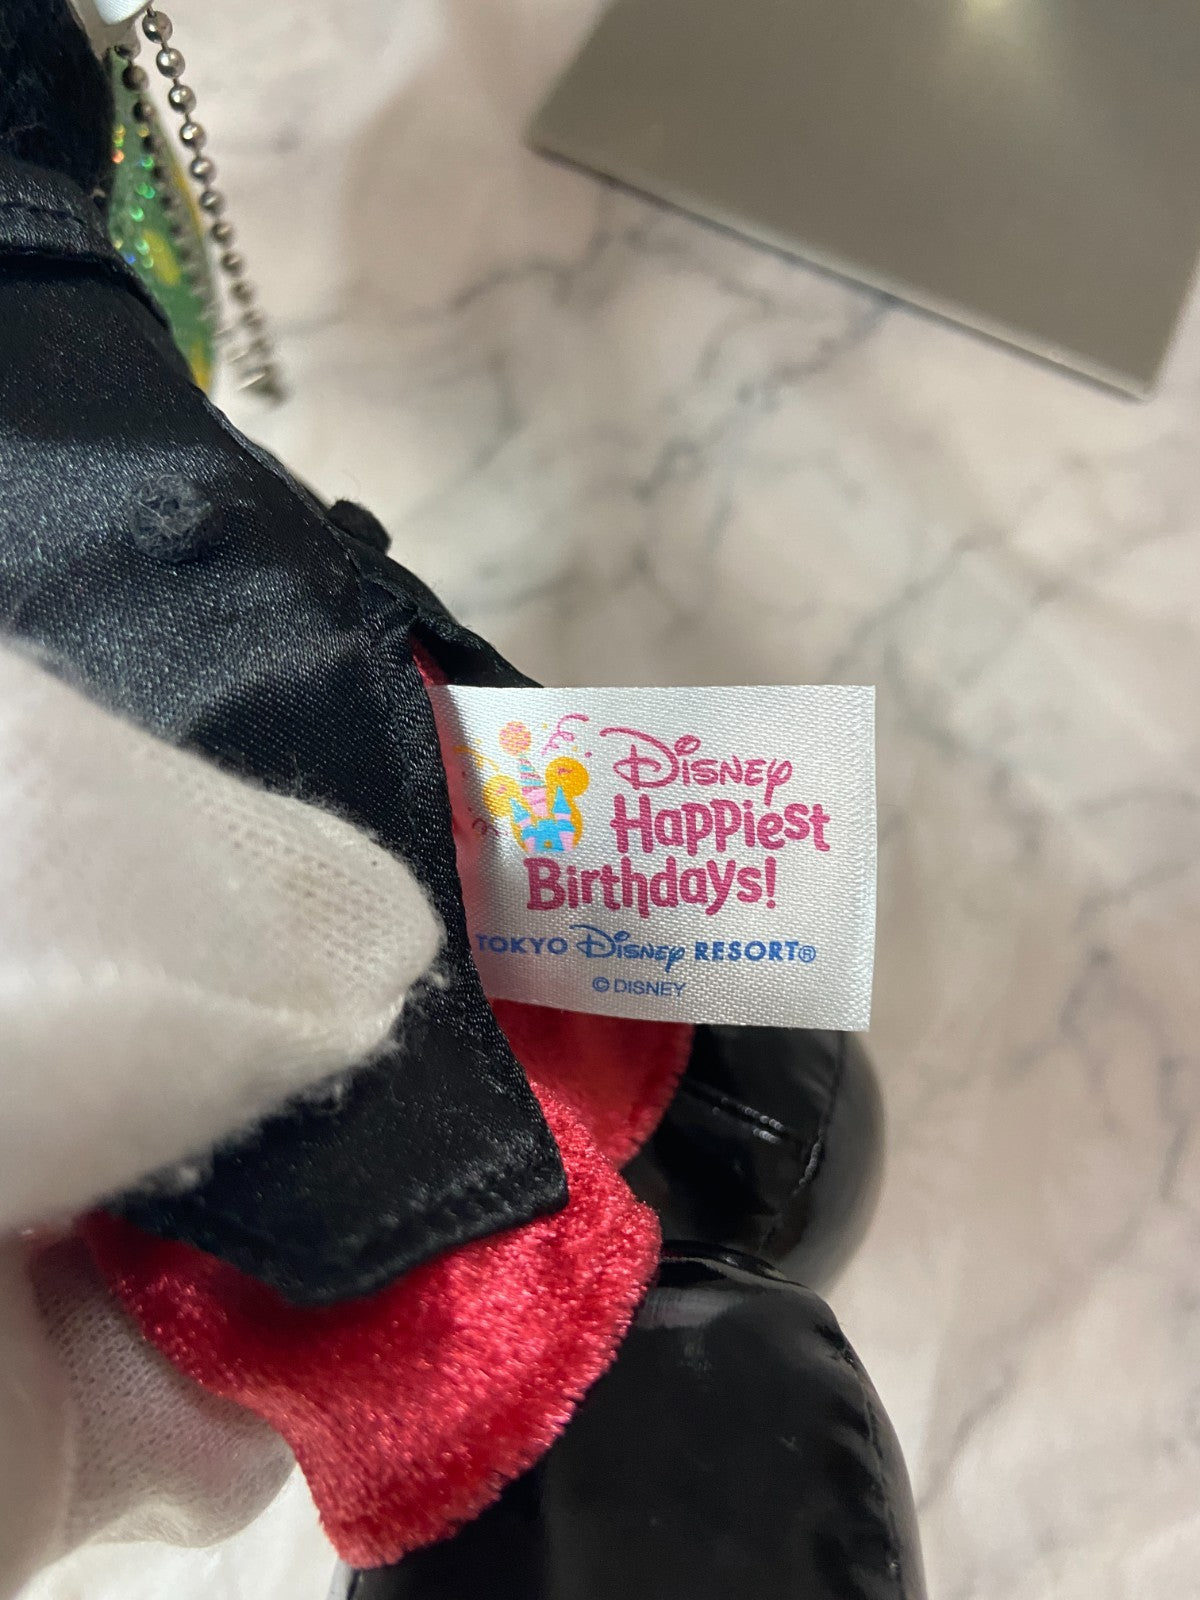 Disney
Happiest
Birthdays!
TOKYO Disney RESORT®
© DISNEY